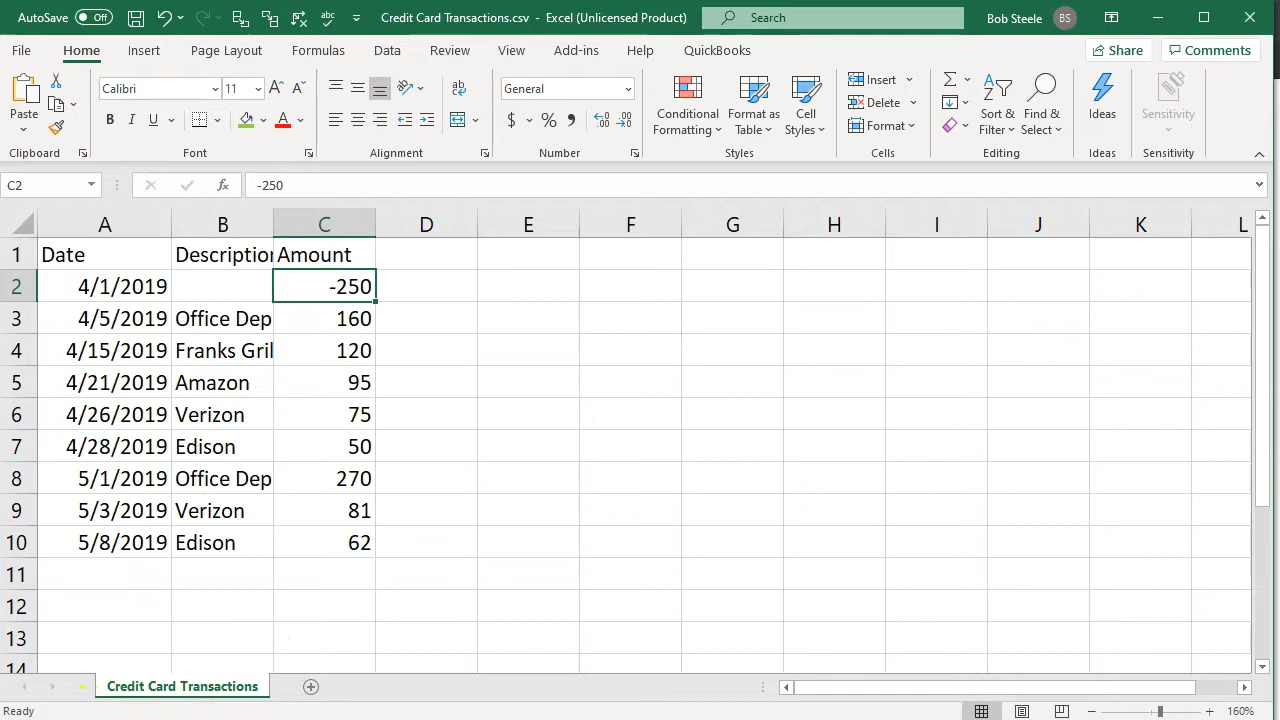 AutoSave Off Credit Card Transactions.csv - Excel (Unlicensed Product) Search Bob Steele BS
File Home Insert Page Layout Formulas Data Review View Add-ins Help QuickBooks Share Comments
Paste Calibri 11 General Conditional Formatting Format as Table Cell Styles Insert Delete Format Sort & Filter Find & Select Ideas Sensitivity
Clipboard Font Alignment Number Styles Cells Editing Ideas Sensitivity
C2 fx -250
A B C D E F G H I J K L
1 Date Description Amount
2 4/1/2019 -250
3 4/5/2019 Office Dep 160
4 4/15/2019 Franks Gril 120
5 4/21/2019 Amazon 95
6 4/26/2019 Verizon 75
7 4/28/2019 Edison 50
8 5/1/2019 Office Dep 270
9 5/3/2019 Verizon 81
10 5/8/2019 Edison 62
11
12
13
14
Credit Card Transactions
Ready 160%